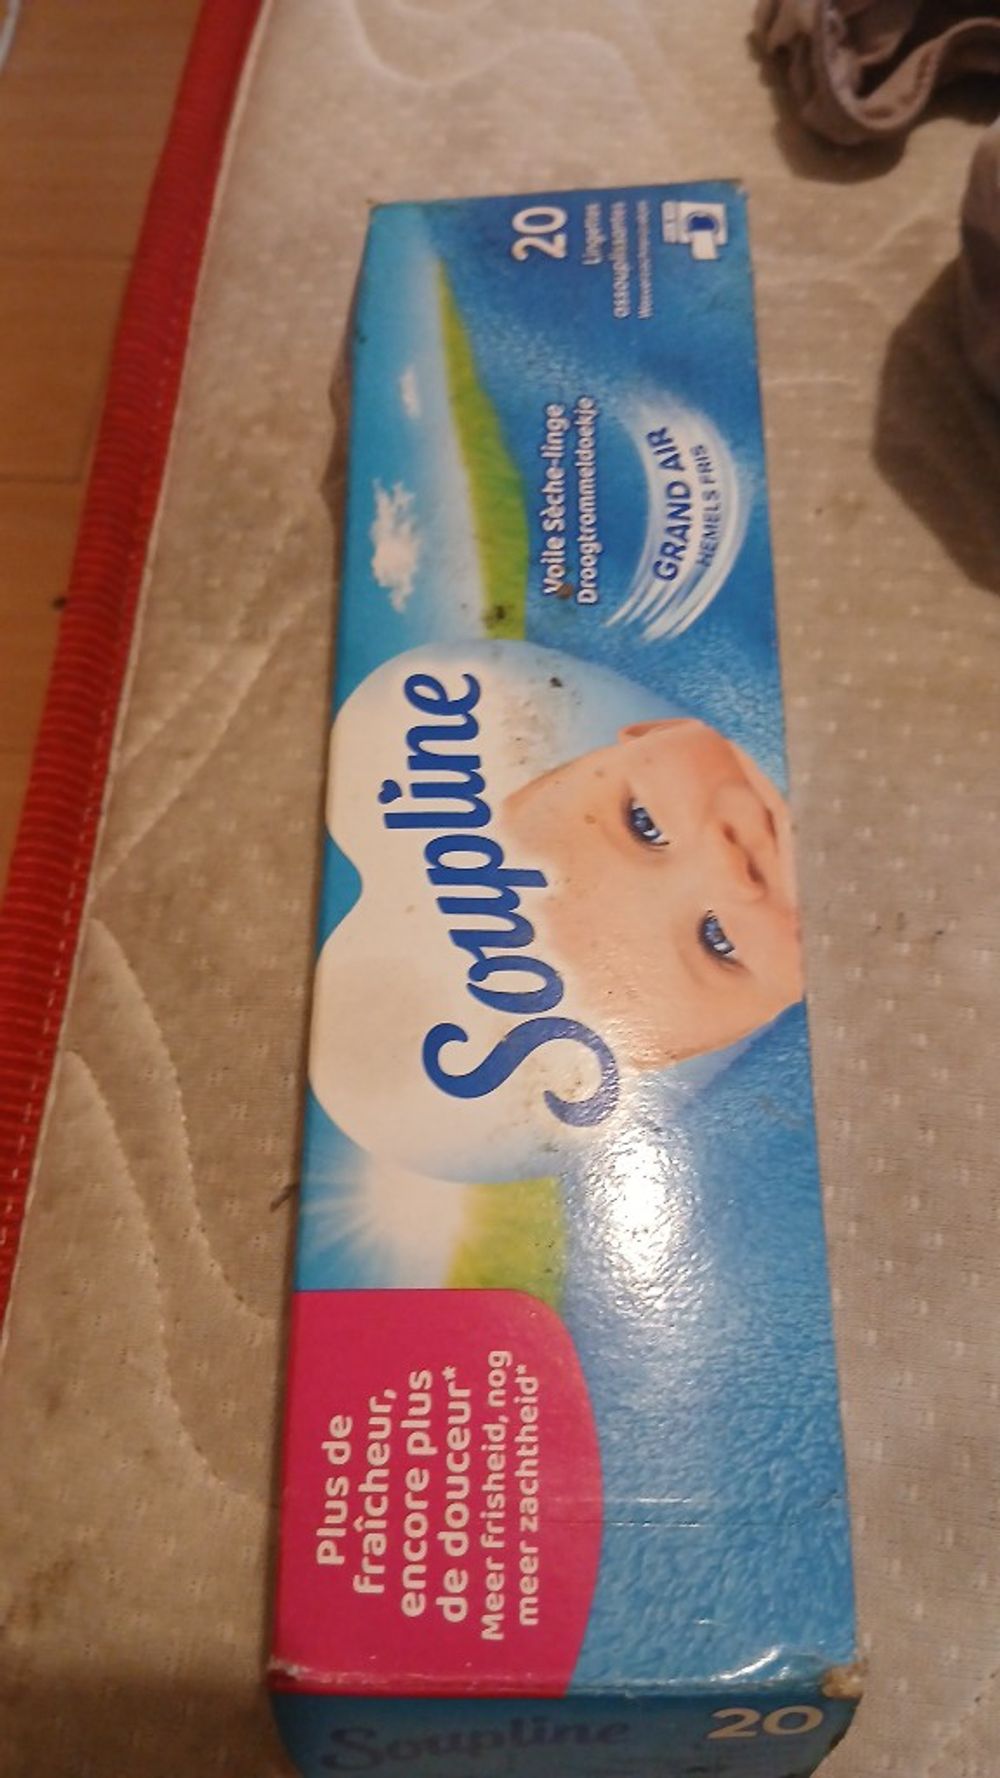 Plus de
fraîcheur,
encore plus
de douceur*
Meer frisheid, nog
meer zachtheid*
Soupline
Voile Sèche-linge
Droogtrommeldoekje
GRAND AIR
HEMELS FRIS
20
Lingettes
assouplissantes
Soupline
20